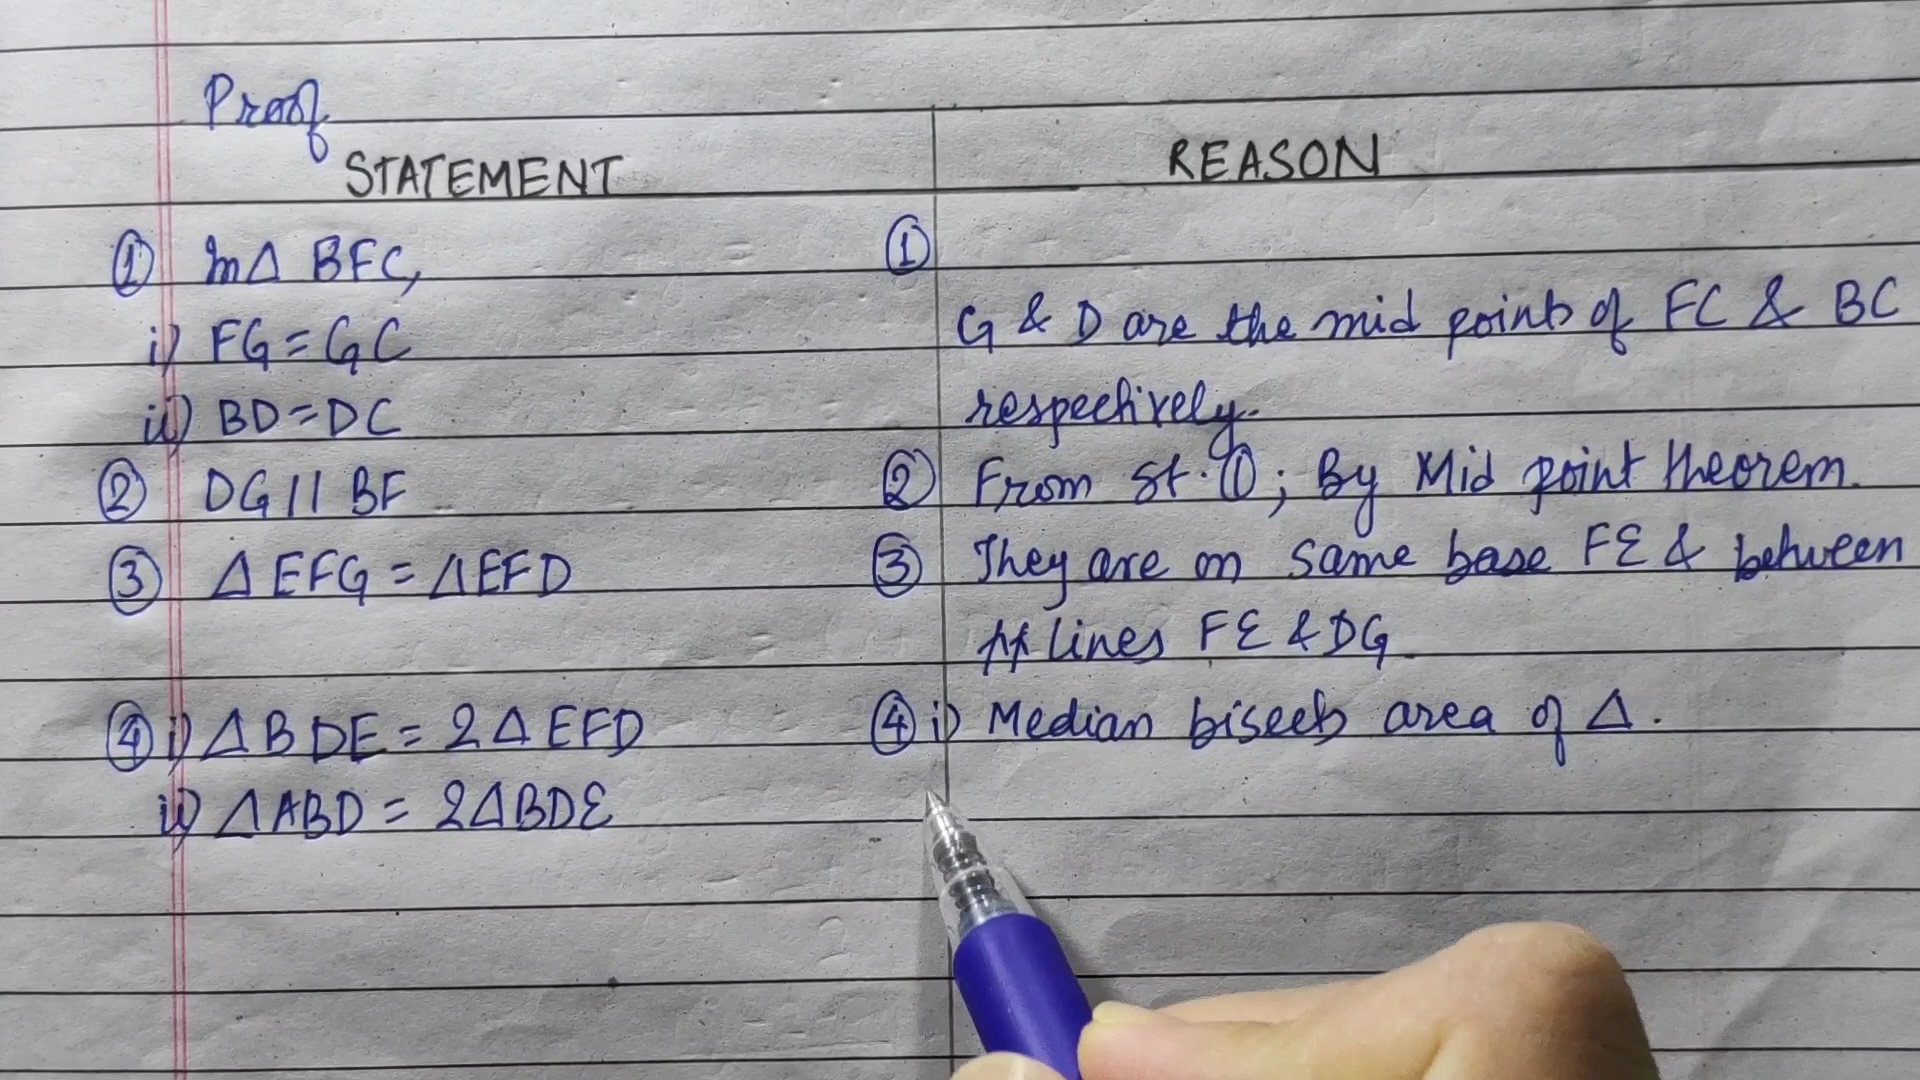 Proof
STATEMENT
REASON
① In Δ BFC,
①
i) FG = GC
G & D are the mid points of FC & BC
ii) BD = DC
respectively.
② DG // BF
② From St. ①; By Mid point theorem.
③ Δ EFG = Δ EFD
③ They are on same base FE & between
// lines FE & DG
④ i) Δ BDE = 2 Δ EFD
④ i) Median bisects area of Δ.
ii) Δ ABD = 2 Δ BDE